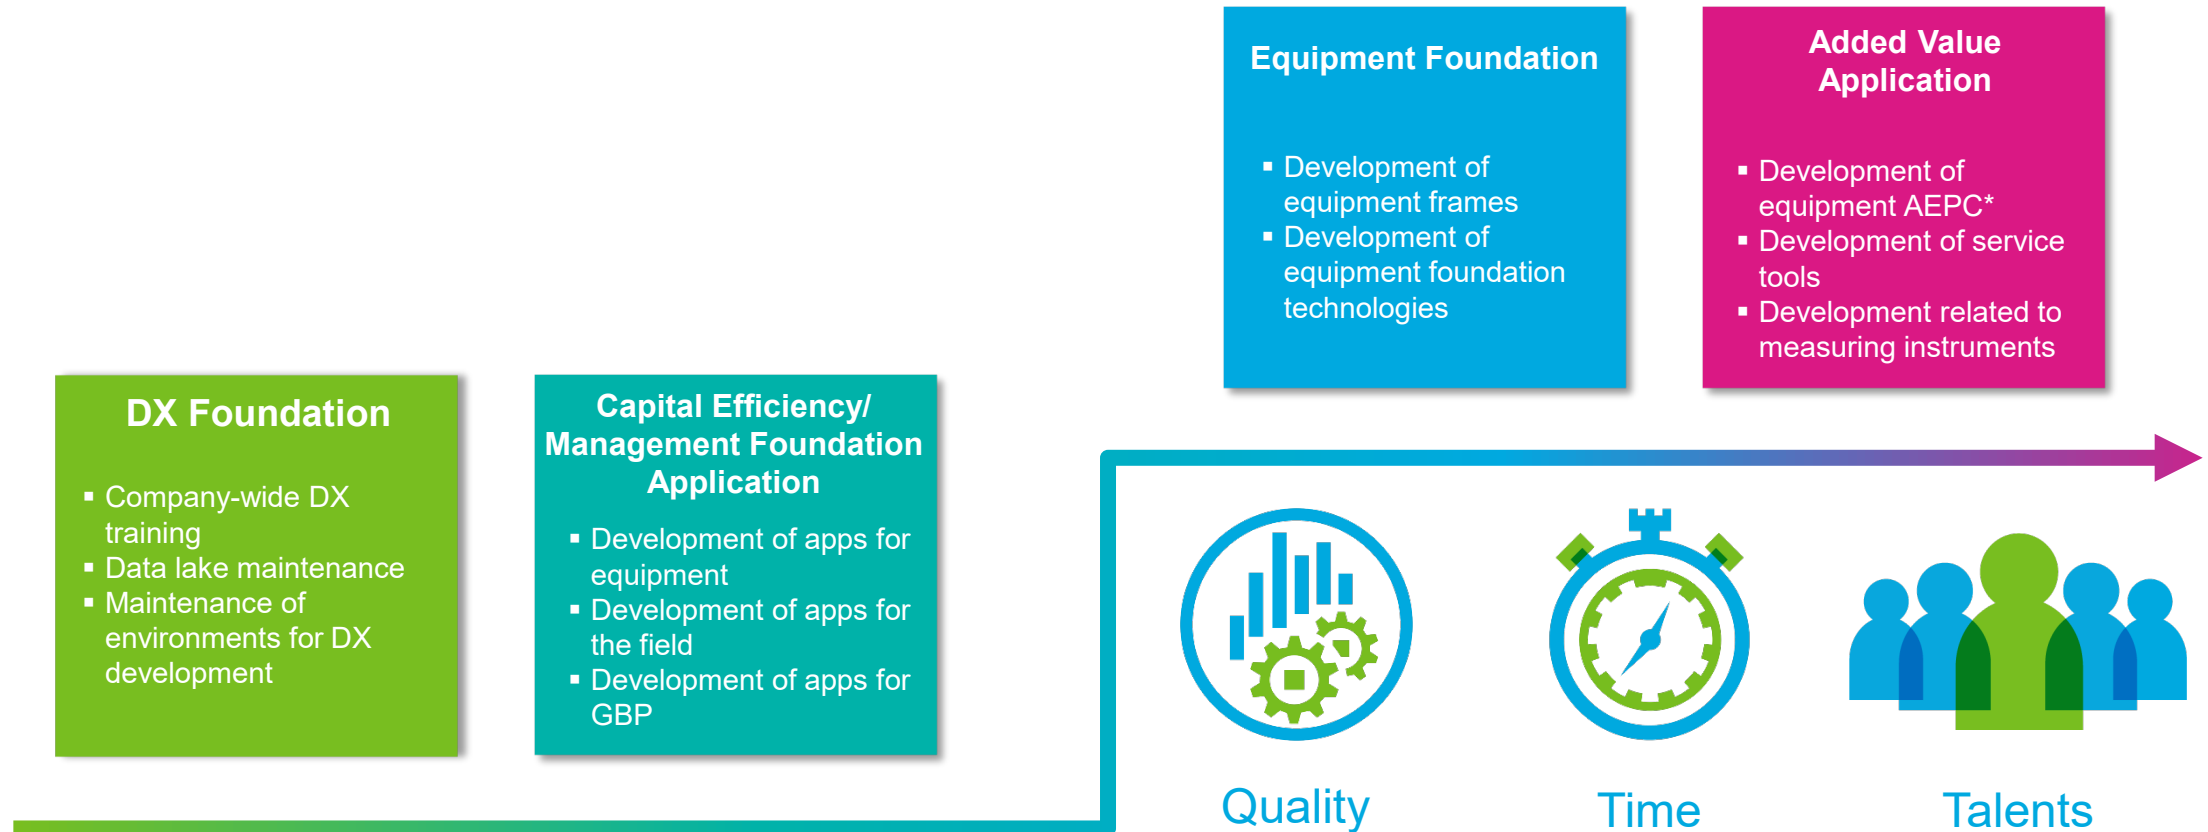 DX Foundation
▪ Company-wide DX
training
▪ Data lake maintenance
▪ Maintenance of
environments for DX
development
Capital Efficiency/
Management Foundation
Application
▪ Development of apps for
equipment
▪ Development of apps for
the field
▪ Development of apps for
GBP
Equipment Foundation
▪ Development of
equipment frames
▪ Development of
equipment foundation
technologies
Added Value
Application
▪ Development of
equipment AEPC*
▪ Development of service
tools
▪ Development related to
measuring instruments
Quality
Time
Talents